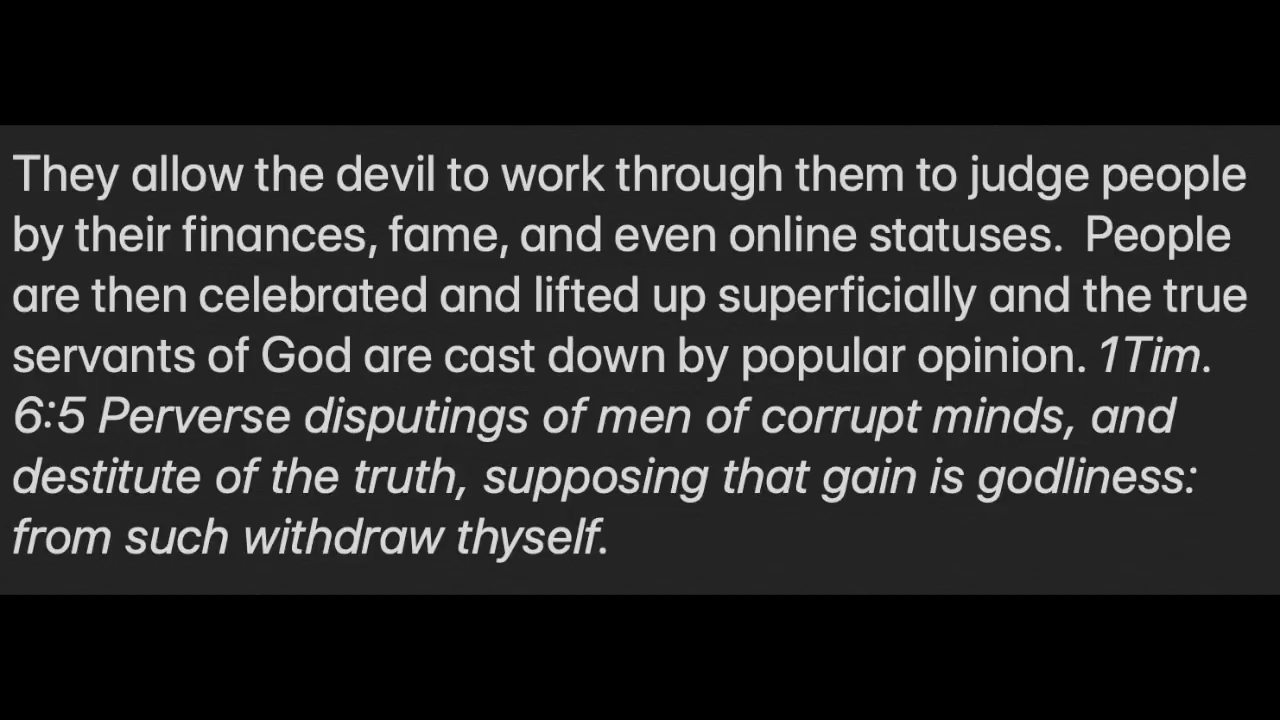 They allow the devil to work through them to judge people
by their finances, fame, and even online statuses.  People
are then celebrated and lifted up superficially and the true
servants of God are cast down by popular opinion. 1Tim.
6:5 Perverse disputings of men of corrupt minds, and
destitute of the truth, supposing that gain is godliness:
from such withdraw thyself.